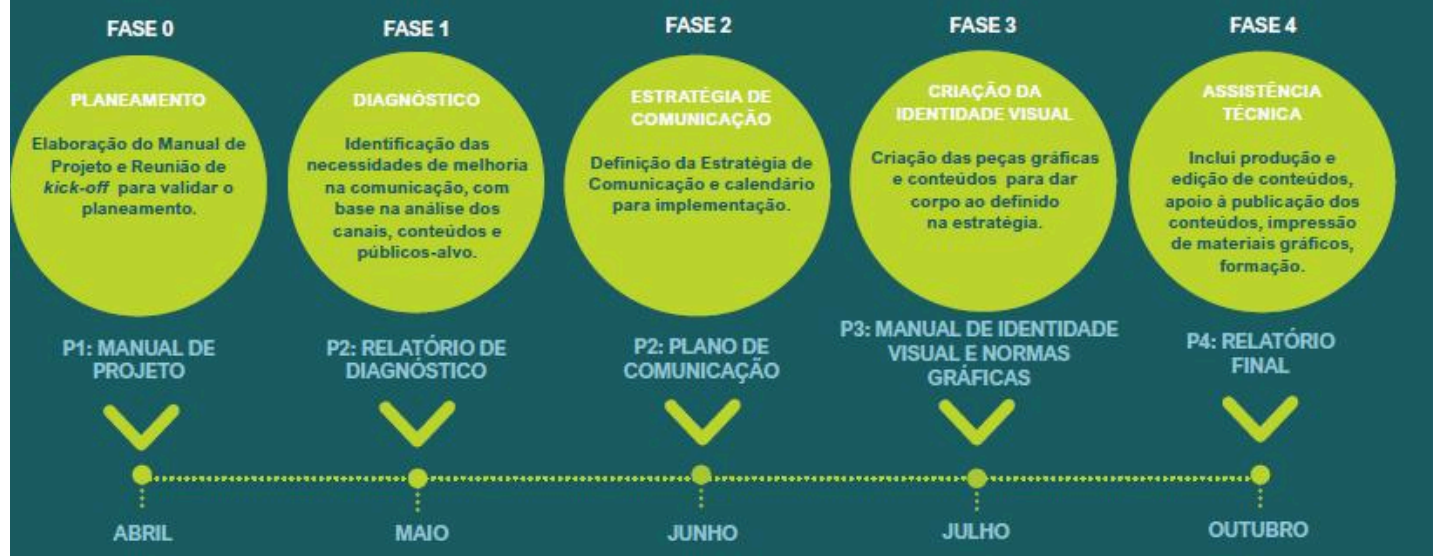 FASE 0
PLANEAMENTO
Elaboração do Manual de
Projeto e Reunião de
kick-off para validar o
planeamento.
P1: MANUAL DE
PROJETO
ABRIL
FASE 1
DIAGNÓSTICO
Identificação das
necessidades de melhoria
na comunicação, com
base na análise dos
canais, conteúdos e
públicos-alvo.
P2: RELATÓRIO DE
DIAGNÓSTICO
MAIO
FASE 2
ESTRATÉGIA DE
COMUNICAÇÃO
Definição da Estratégia de
Comunicação e calendário
para implementação.
P2: PLANO DE
COMUNICAÇÃO
JUNHO
FASE 3
CRIAÇÃO DA
IDENTIDADE VISUAL
Criação das peças gráficas
e conteúdos para dar
corpo ao definido
na estratégia.
P3: MANUAL DE IDENTIDADE
VISUAL E NORMAS
GRÁFICAS
JULHO
FASE 4
ASSISTÊNCIA
TÉCNICA
Inclui produção e
edição de conteúdos,
apoio à publicação dos
conteúdos, impressão
de materiais gráficos,
formação.
P4: RELATÓRIO
FINAL
OUTUBRO